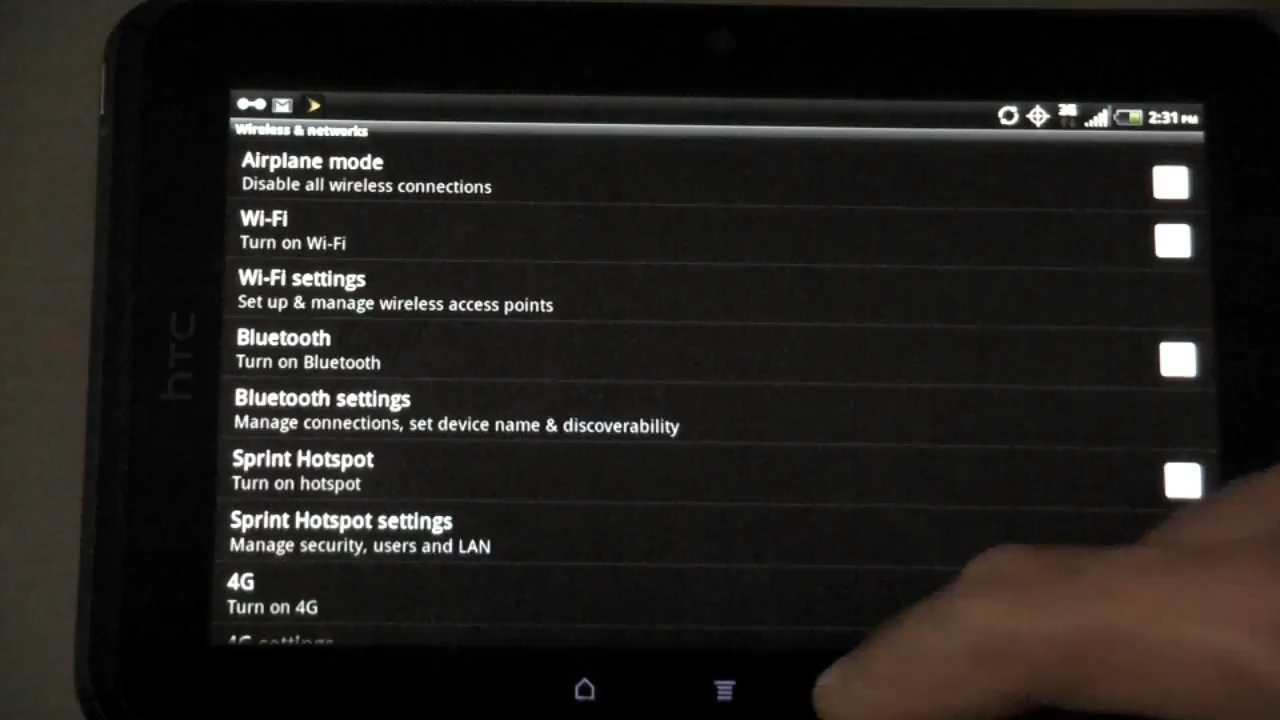 3G
2:31 PM
Wireless & networks
Airplane mode
Disable all wireless connections
Wi-Fi
Turn on Wi-Fi
Wi-Fi settings
Set up & manage wireless access points
Bluetooth
Turn on Bluetooth
Bluetooth settings
Manage connections, set device name & discoverability
Sprint Hotspot
Turn on hotspot
Sprint Hotspot settings
Manage security, users and LAN
4G
Turn on 4G
4G settings
hTC